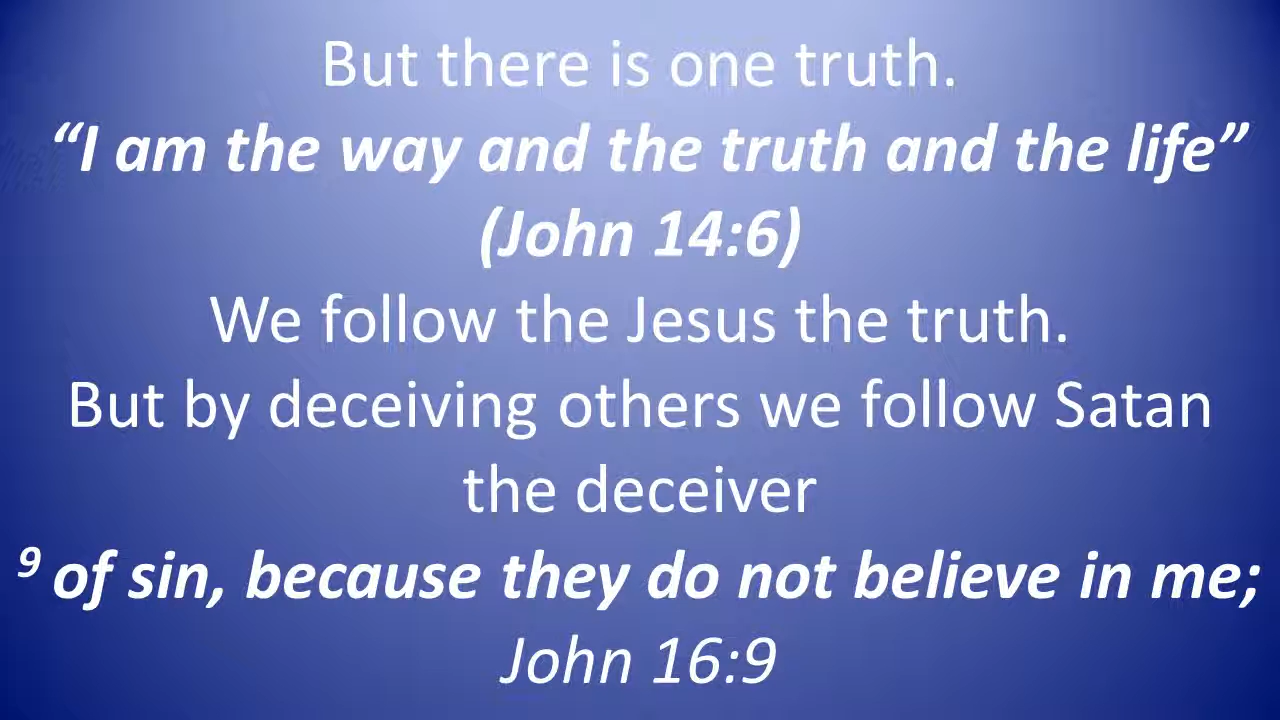 But there is one truth.
“I am the way and the truth and the life”
(John 14:6)
We follow the Jesus the truth.
But by deceiving others we follow Satan
the deceiver
9 of sin, because they do not believe in me;
John 16:9